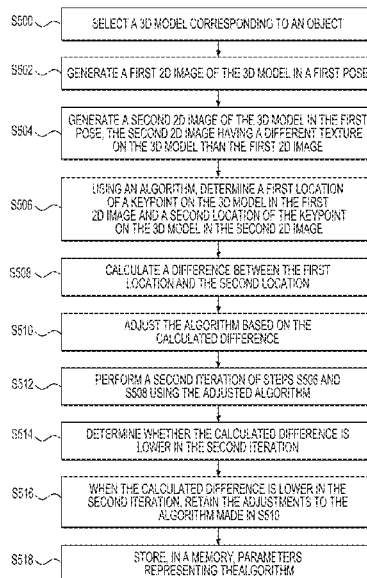 S500
SELECT A 3D MODEL CORRESPONDING TO AN OBJECT
S502
GENERATE A FIRST 2D IMAGE OF THE 3D MODEL IN A FIRST POSE
S504
GENERATE A SECOND 2D IMAGE OF THE 3D MODEL IN THE FIRST
POSE, THE SECOND 2D IMAGE HAVING A DIFFERENT TEXTURE
ON THE 3D MODEL THAN THE FIRST 2D IMAGE
S506
USING AN ALGORITHM, DETERMINE A FIRST LOCATION
OF A KEYPOINT ON THE 3D MODEL IN THE FIRST
2D IMAGE AND A SECOND LOCATION OF THE KEYPOINT
ON THE 3D MODEL IN THE SECOND 2D IMAGE
S508
CALCULATE A DIFFERENCE BETWEEN THE FIRST
LOCATION AND THE SECOND LOCATION
S510
ADJUST THE ALGORITHM BASED ON THE
CALCULATED DIFFERENCE
S512
PERFORM A SECOND ITERATION OF STEPS S506 AND
S508 USING THE ADJUSTED ALGORITHM
S514
DETERMINE WHETHER THE CALCULATED DIFFERENCE IS
LOWER IN THE SECOND ITERATION
S516
WHEN THE CALCULATED DIFFERENCE IS LOWER IN THE
SECOND ITERATION, RETAIN THE ADJUSTMENTS TO THE
ALGORITHM MADE IN S510
S518
STORE, IN A MEMORY, PARAMETERS
REPRESENTING THEALGORITHM